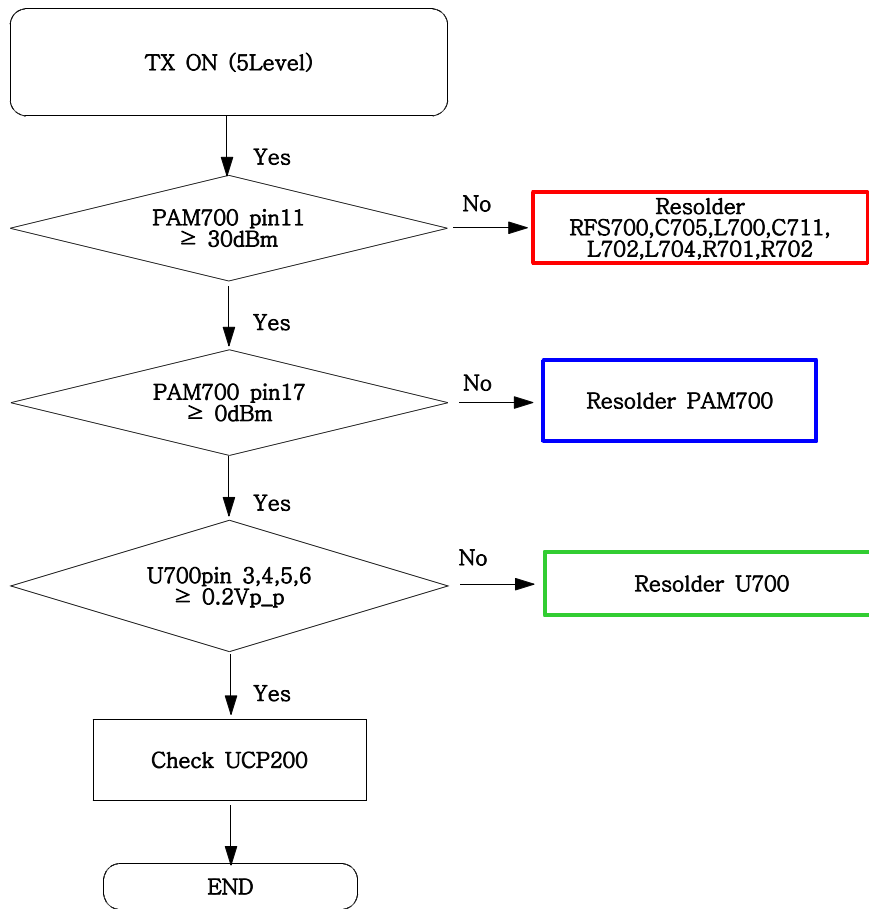 TX ON (5Level)
Yes
PAM700 pin11
≥ 30dBm
No
Resolder
RFS700,C705,L700,C711,
L702,L704,R701,R702
Yes
PAM700 pin17
≥ 0dBm
No
Resolder PAM700
Yes
U700pin 3,4,5,6
≥ 0.2Vp_p
No
Resolder U700
Yes
Check UCP200
END